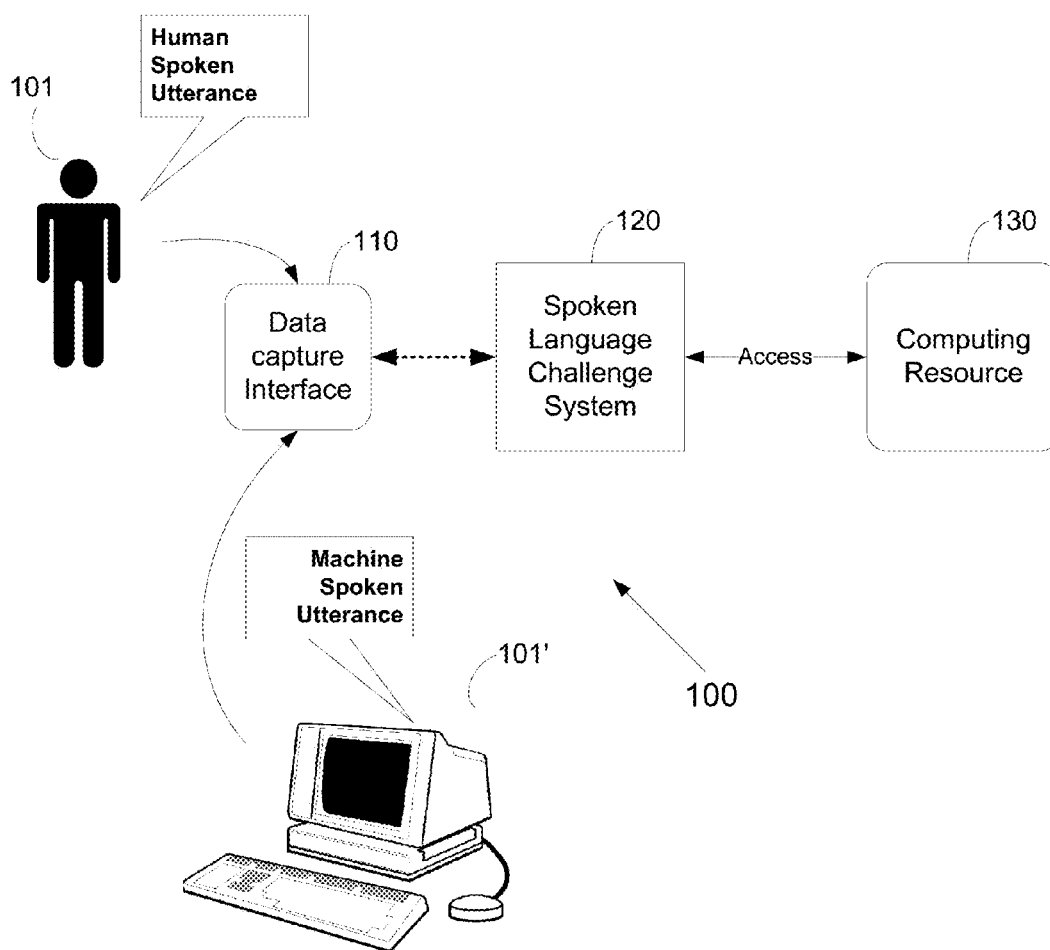 Human
Spoken
Utterance
101
110
120
130
Data
capture
Interface
Spoken
Language
Challenge
System
Access
Computing
Resource
Machine
Spoken
Utterance
101’
100